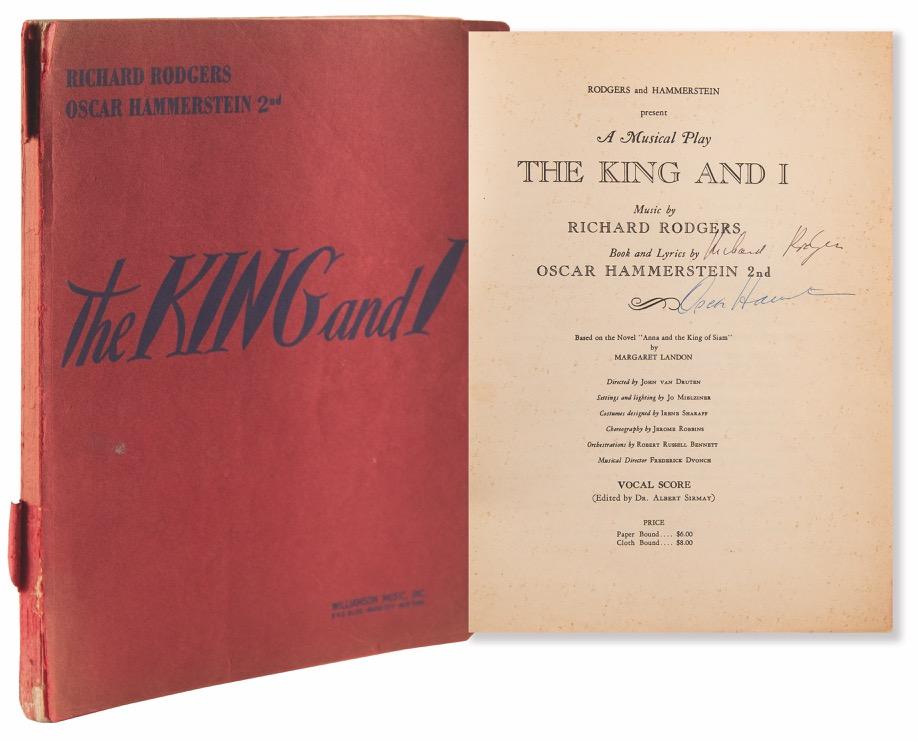 RICHARD RODGERS
OSCAR HAMMERSTEIN 2nd
The KING and I
WILLIAMSON MUSIC, INC.
RODGERS and HAMMERSTEIN
present
A Musical Play
THE KING AND I
Music by
RICHARD RODGERS
Book and Lyrics by Richard Rodgers
OSCAR HAMMERSTEIN 2nd
Oscar Hamm
Based on the Novel "Anna and the King of Siam"
by
MARGARET LANDON
Directed by JOHN VAN DRUTEN
Settings and lighting by JO MIELZINER
Costumes designed by IRENE SHARAFF
Choreography by JEROME ROBBINS
Orchestrations by ROBERT RUSSELL BENNETT
Musical Director FREDERICK DVONCH
VOCAL SCORE
(Edited by DR. ALBERT SIRMAY)
PRICE
Paper Bound.... $6.00
Cloth Bound.... $8.00